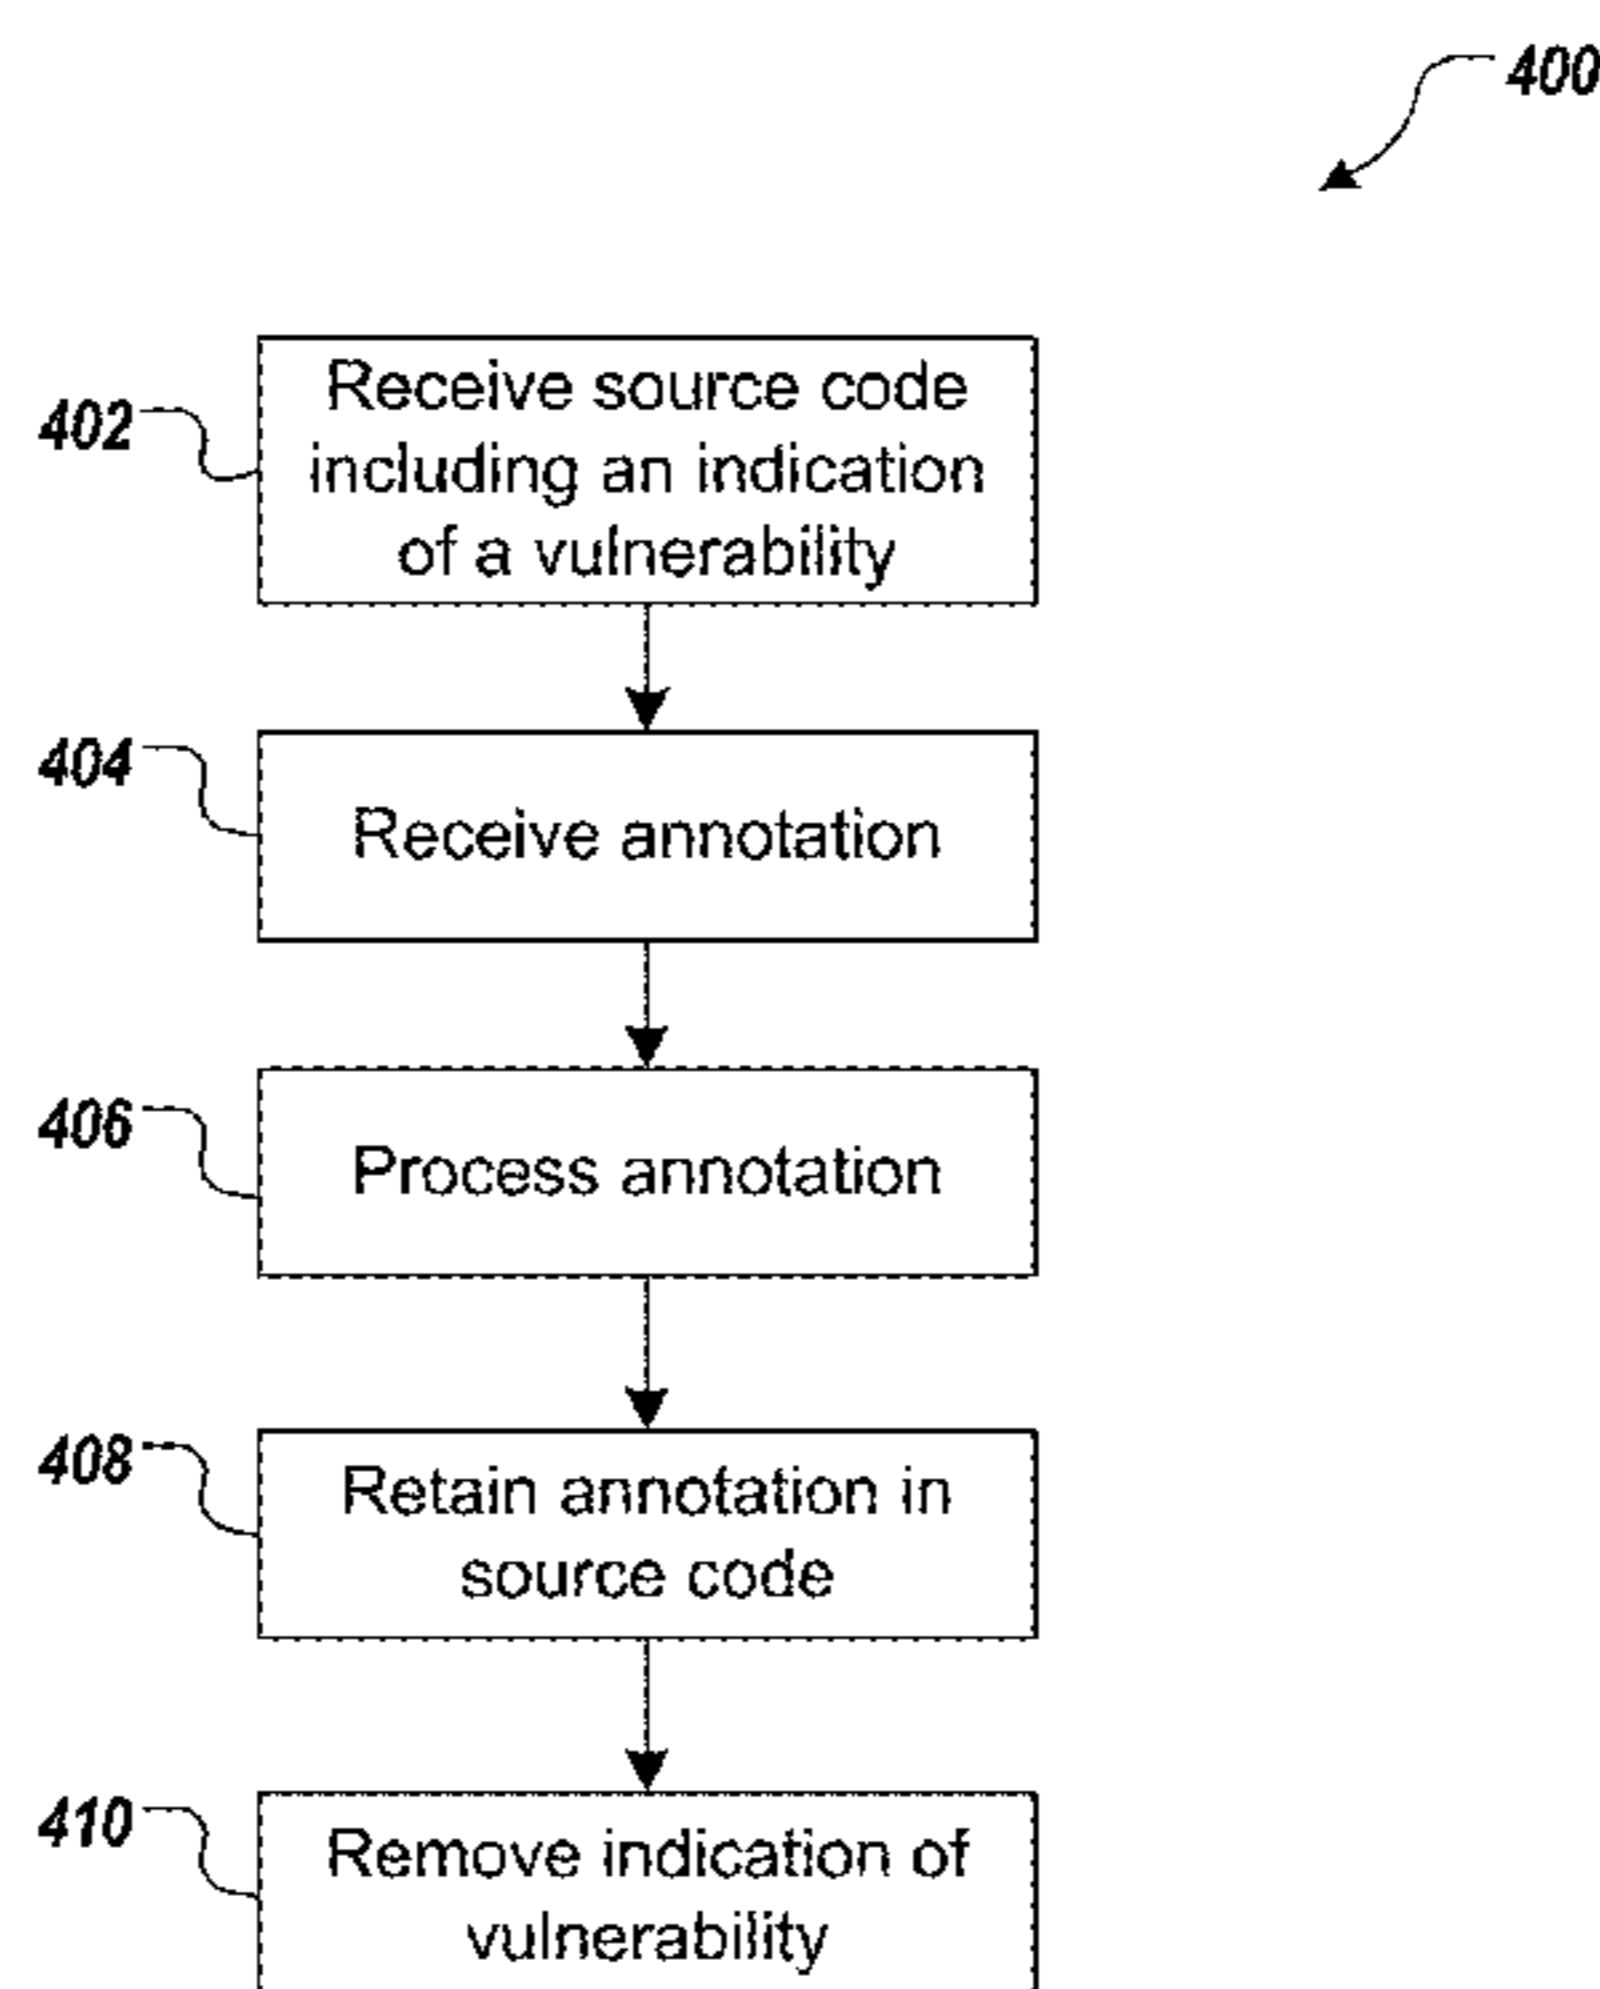 400
402
Receive source code
including an indication
of a vulnerability
404
Receive annotation
406
Process annotation
408
Retain annotation in
source code
410
Remove indication of
vulnerability